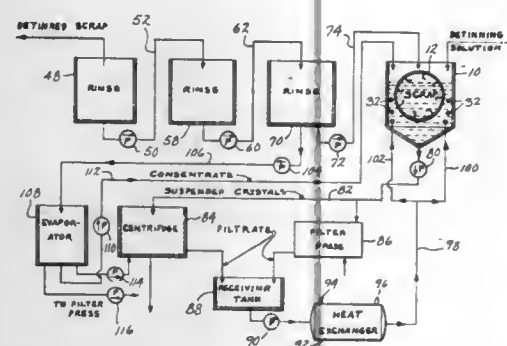 DETINNED SCRAP
52
62
74
12
DETINNING
SOLUTION
48
RINSE
RINSE
RINSE
SCRAP
10
32
32
50
58
60
70
72
80
106
104
102
100
112
CONCENTRATE
SUSPENDED CRYSTALS
82
108
EVAPOR-
ATOR
110
CENTRIFUGE
84
FILTRATE
FILTER
PRESS
86
98
114
TO FILTER
PRESS
116
RECEIVING
TANK
88
90
94
96
HEAT
EXCHANGER
92
P
P
P
P
P
P
P
P
P